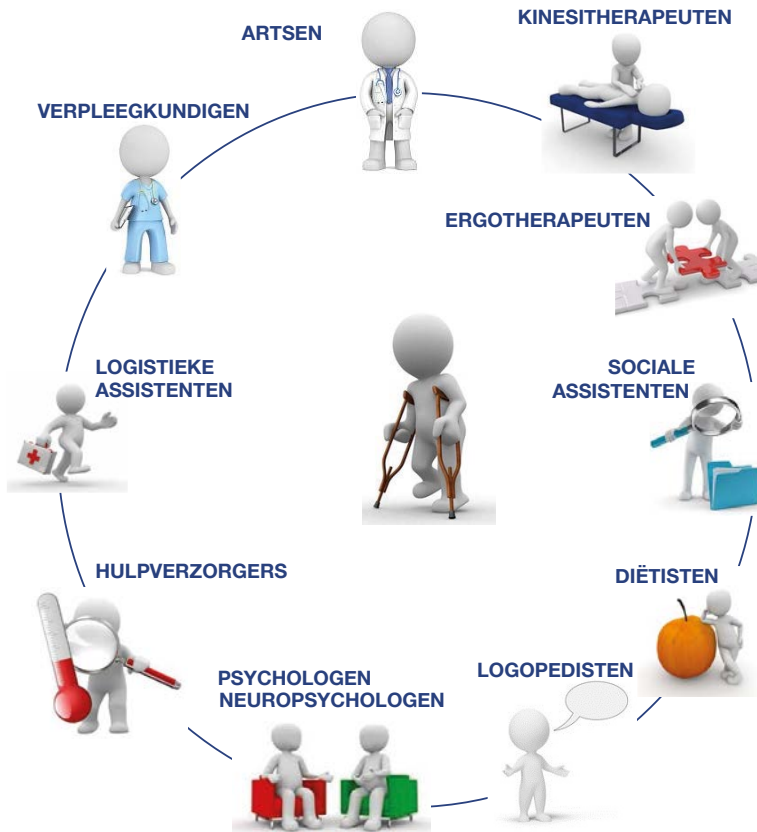 ARTSEN
KINESITHERAPEUTEN
VERPLEEGKUNDIGEN
ERGOTHERAPEUTEN
LOGISTIEKE
ASSISTENTEN
SOCIALE
ASSISTENTEN
HULPVERZORGERS
DIËTISTEN
PSYCHOLOGEN
NEUROPSYCHOLOGEN
LOGOPEDISTEN